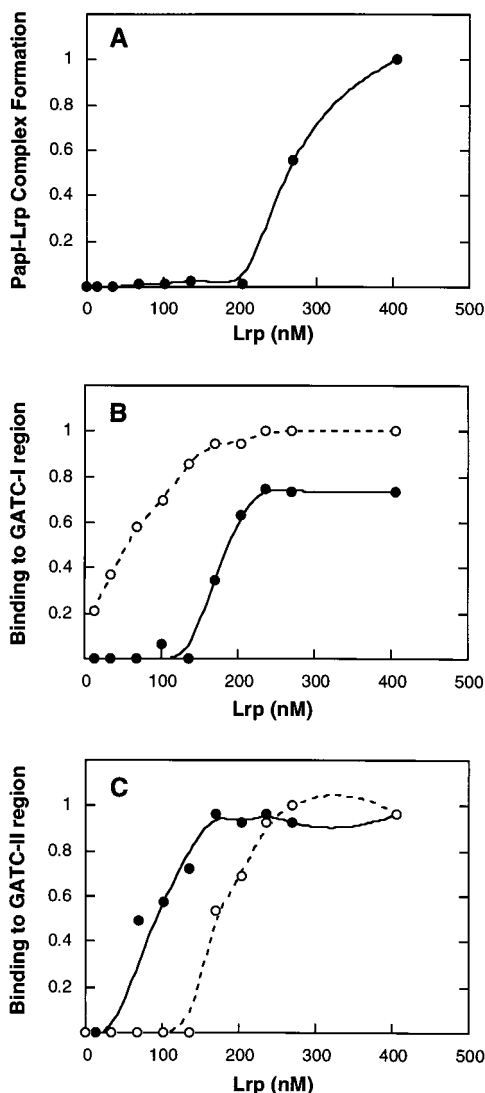 A
PapI-Lrp Complex Formation
1
0.8
0.6
0.4
0.2
0 100 200 300 400 500
Lrp (nM)
B
Binding to GATC-I region
1
0.8
0.6
0.4
0.2
0 100 200 300 400 500
Lrp (nM)
C
Binding to GATC-II region
1
0.8
0.6
0.4
0.2
0 100 200 300 400 500
Lrp (nM)